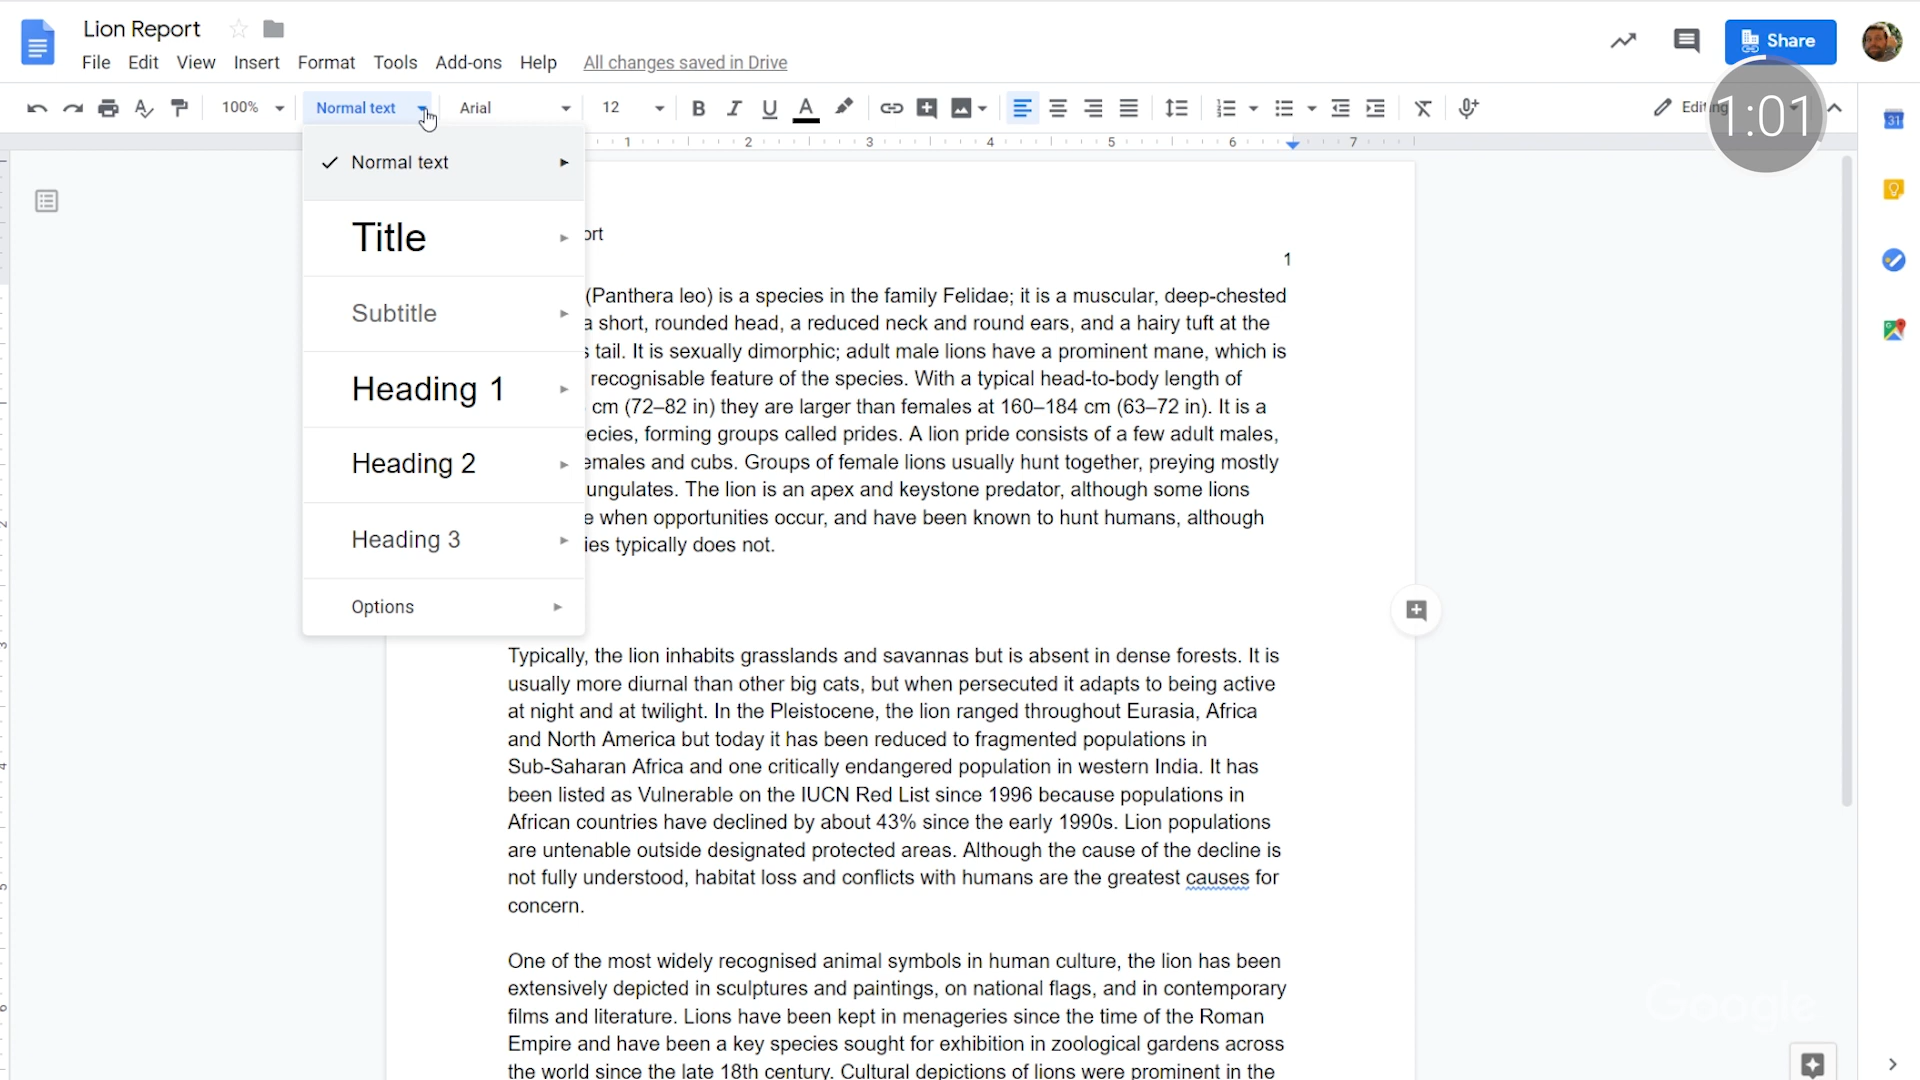 Lion Report
File Edit View Insert Format Tools Add-ons Help All changes saved in Drive
Share
100% Normal text Arial 12
1:01
1 2 3 4 5 6 7
31
Normal text
Title
Subtitle
Heading 1
Heading 2
Heading 3
Options
ort
1
(Panthera leo) is a species in the family Felidae; it is a muscular, deep-chested
a short, rounded head, a reduced neck and round ears, and a hairy tuft at the
s tail. It is sexually dimorphic; adult male lions have a prominent mane, which is
recognisable feature of the species. With a typical head-to-body length of
cm (72–82 in) they are larger than females at 160–184 cm (63–72 in). It is a
ecies, forming groups called prides. A lion pride consists of a few adult males,
emales and cubs. Groups of female lions usually hunt together, preying mostly
ungulates. The lion is an apex and keystone predator, although some lions
e when opportunities occur, and have been known to hunt humans, although
ies typically does not.
Typically, the lion inhabits grasslands and savannas but is absent in dense forests. It is
usually more diurnal than other big cats, but when persecuted it adapts to being active
at night and at twilight. In the Pleistocene, the lion ranged throughout Eurasia, Africa
and North America but today it has been reduced to fragmented populations in
Sub-Saharan Africa and one critically endangered population in western India. It has
been listed as Vulnerable on the IUCN Red List since 1996 because populations in
African countries have declined by about 43% since the early 1990s. Lion populations
are untenable outside designated protected areas. Although the cause of the decline is
not fully understood, habitat loss and conflicts with humans are the greatest causes for
concern.
One of the most widely recognised animal symbols in human culture, the lion has been
extensively depicted in sculptures and paintings, on national flags, and in contemporary
films and literature. Lions have been kept in menageries since the time of the Roman
Empire and have been a key species sought for exhibition in zoological gardens across
the world since the late 18th century. Cultural depictions of lions were prominent in the
Google